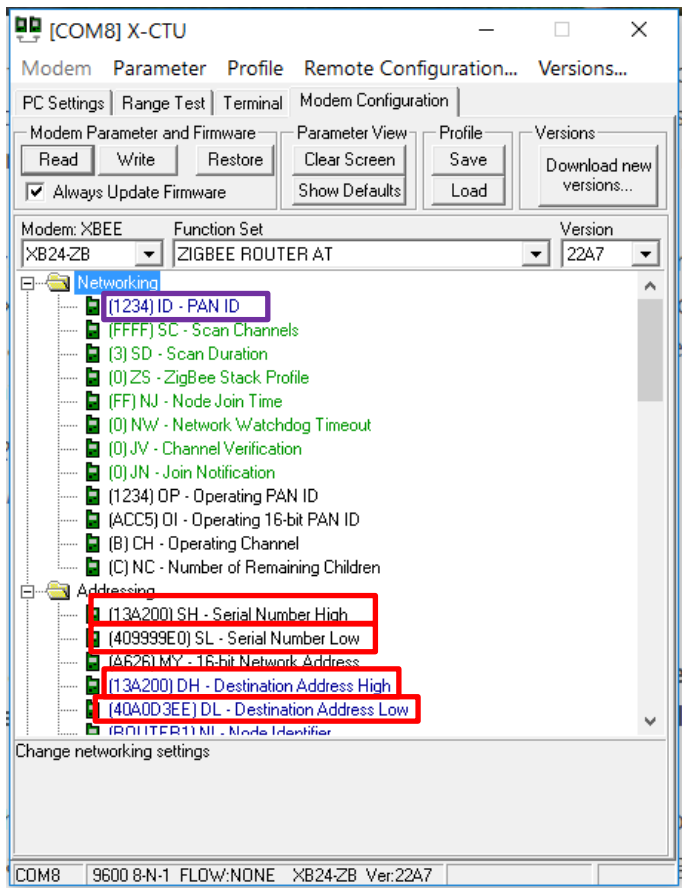 [COM8] X-CTU
Modem Parameter Profile Remote Configuration... Versions...
PC Settings Range Test Terminal Modem Configuration
Modem Parameter and Firmware Parameter View Profile Versions
Read Write Restore Clear Screen Save Download new versions...
Always Update Firmware Show Defaults Load
Modem: XBEE Function Set Version
XB24-ZB ZIGBEE ROUTER AT 22A7
Networking
(1234) ID - PAN ID
(FFFF) SC - Scan Channels
(3) SD - Scan Duration
(0) ZS - ZigBee Stack Profile
(FF) NJ - Node Join Time
(0) NW - Network Watchdog Timeout
(0) JV - Channel Verification
(0) JN - Join Notification
(1234) OP - Operating PAN ID
(ACC5) OI - Operating 16-bit PAN ID
(B) CH - Operating Channel
(C) NC - Number of Remaining Children
Addressing
(13A200) SH - Serial Number High
(409999E0) SL - Serial Number Low
(A626) MY - 16-bit Network Address
(13A200) DH - Destination Address High
(40A0D3EE) DL - Destination Address Low
(ROUTER1) NI - Node Identifier
Change networking settings
COM8 9600 8-N-1 FLOW:NONE XB24-ZB Ver:22A7